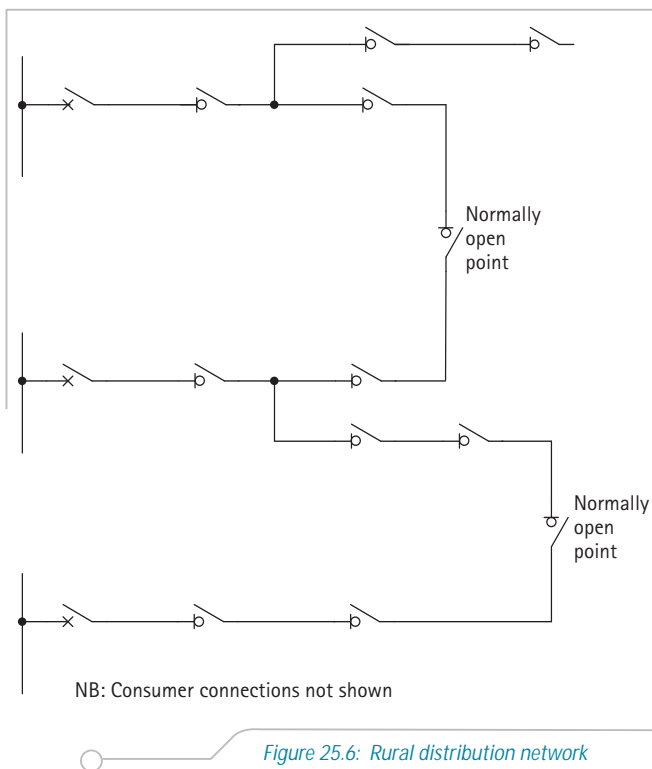 Normally
open
point
Normally
open
point
NB: Consumer connections not shown
Figure 25.6: Rural distribution network